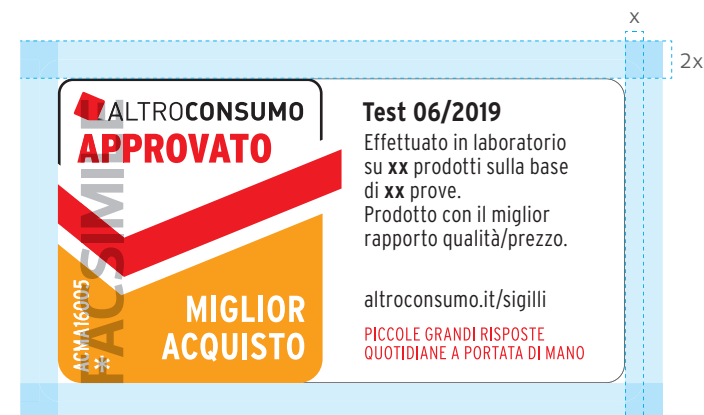 x
2x
ALTROCONSUMO
APPROVATO
FACSIMILE
ACMA16005
*
MIGLIOR
ACQUISTO
Test 06/2019
Effettuato in laboratorio
su xx prodotti sulla base
di xx prove.
Prodotto con il miglior
rapporto qualità/prezzo.
altroconsumo.it/sigilli
PICCOLE GRANDI RISPOSTE
QUOTIDIANE A PORTATA DI MANO